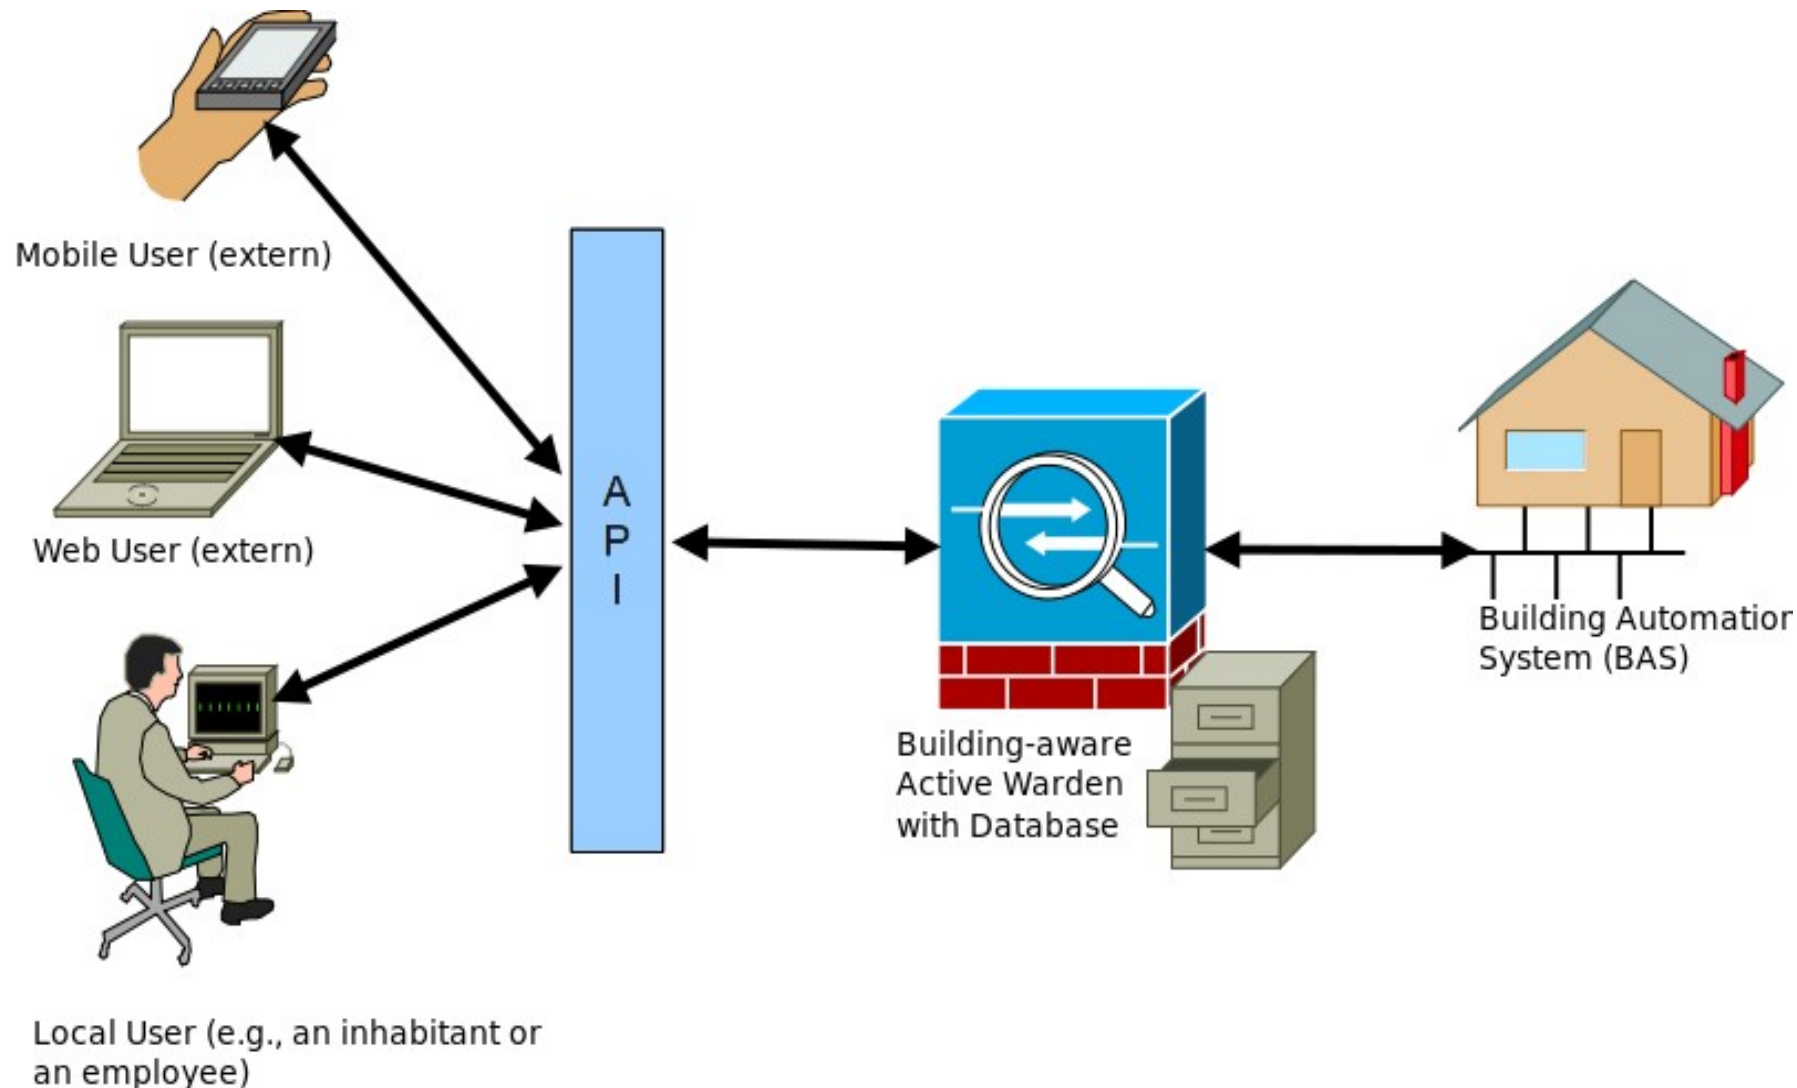 Mobile User (extern)
Web User (extern)
Local User (e.g., an inhabitant or
an employee)
A
P
I
Building-aware
Active Warden
with Database
Building Automation
System (BAS)